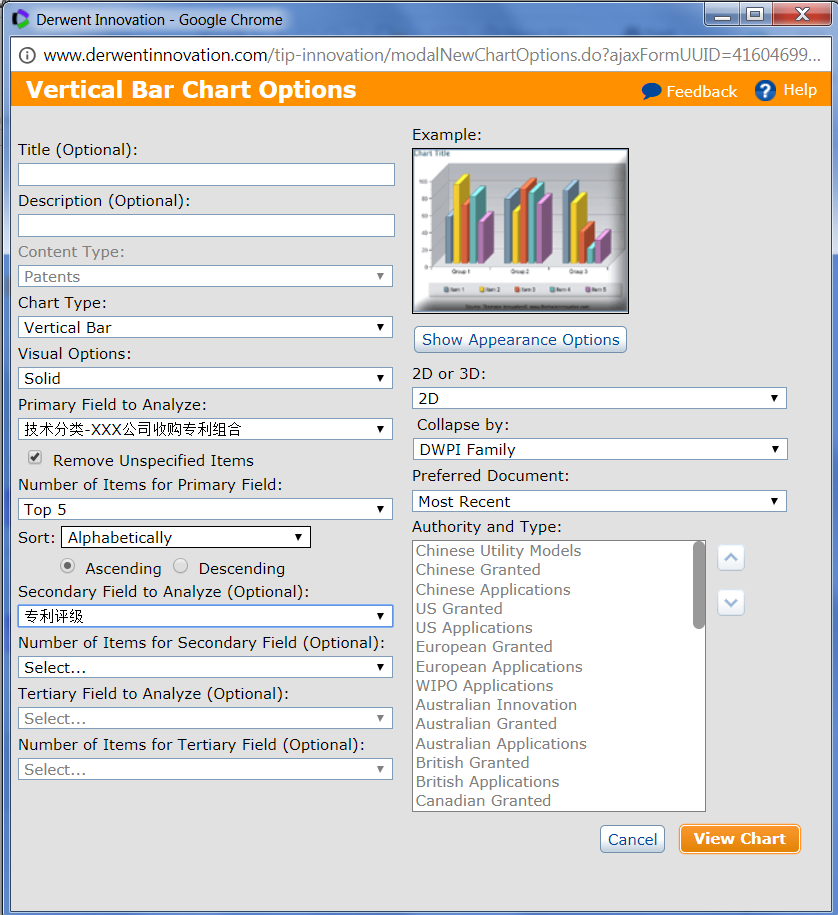 Derwent Innovation - Google Chrome
www.derwentinnovation.com/tip-innovation/modalNewChartOptions.do?ajaxFormUUID=41604699...
Vertical Bar Chart Options
Feedback
Help
Title (Optional):
Description (Optional):
Content Type:
Patents
Chart Type:
Vertical Bar
Visual Options:
Solid
Primary Field to Analyze:
技术分类-XXX公司收购专利组合
Remove Unspecified Items
Number of Items for Primary Field:
Top 5
Sort: Alphabetically
Ascending Descending
Secondary Field to Analyze (Optional):
专利评级
Number of Items for Secondary Field (Optional):
Select...
Tertiary Field to Analyze (Optional):
Select...
Number of Items for Tertiary Field (Optional):
Select...
Example:
Chart Title
100
80
60
40
20
0
Group 1 Group 2 Group 3
Item 1 Item 2 Item 3 Item 4 Item 5
Show Appearance Options
2D or 3D:
2D
Collapse by:
DWPI Family
Preferred Document:
Most Recent
Authority and Type:
Chinese Utility Models
Chinese Granted
Chinese Applications
US Granted
US Applications
European Granted
European Applications
WIPO Applications
Australian Innovation
Australian Granted
Australian Applications
British Granted
British Applications
Canadian Granted
Cancel
View Chart